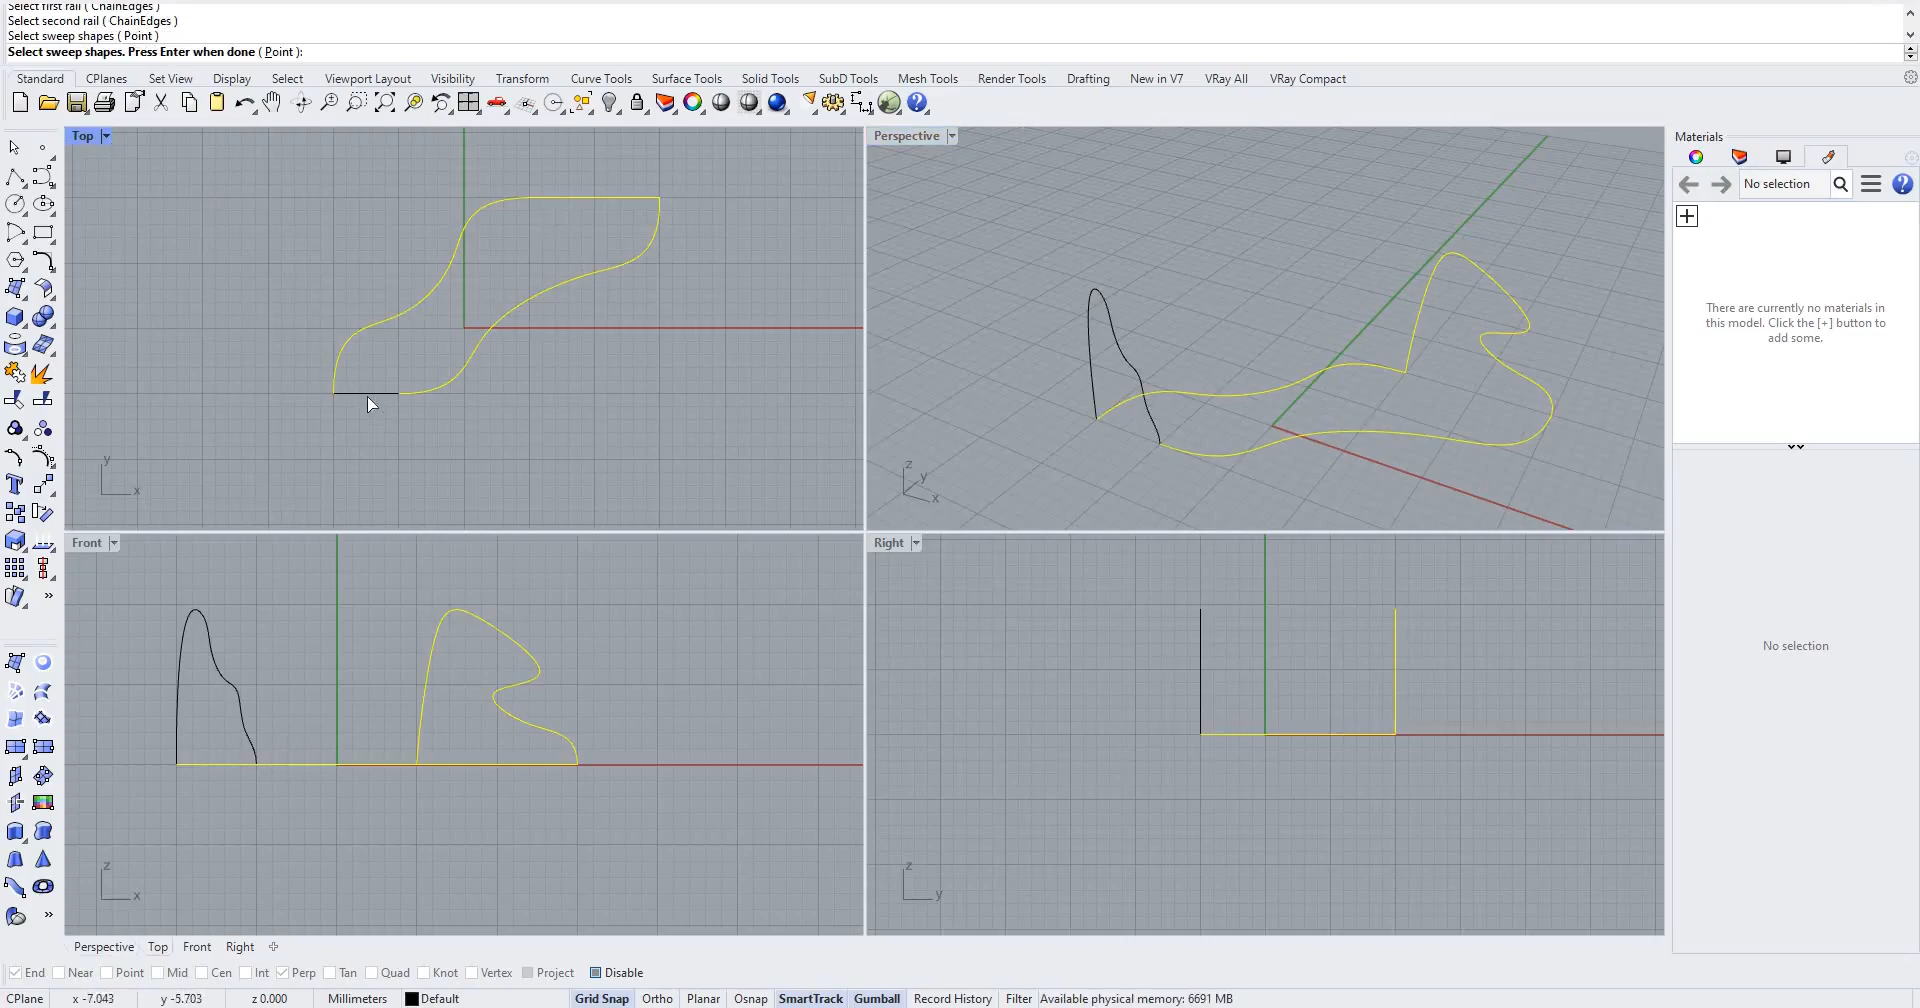 Select first rail ( ChainEdges )
Select second rail ( ChainEdges )
Select sweep shapes ( Point )
Select sweep shapes. Press Enter when done ( Point ):
Standard CPlanes Set View Display Select Viewport Layout Visibility Transform Curve Tools Surface Tools Solid Tools SubD Tools Mesh Tools Render Tools Drafting New in V7 VRay All VRay Compact
Top
Perspective
Materials
No selection
There are currently no materials in
this model. Click the [+] button to
add some.
y
x
z
y
x
Front
Right
No selection
z
x
z
y
Perspective Top Front Right
End Near Point Mid Cen Int Perp Tan Quad Knot Vertex Project Disable
CPlane x -7.043 y -5.703 z 0.000 Millimeters Default Grid Snap Ortho Planar Osnap SmartTrack Gumball Record History Filter Available physical memory: 6691 MB